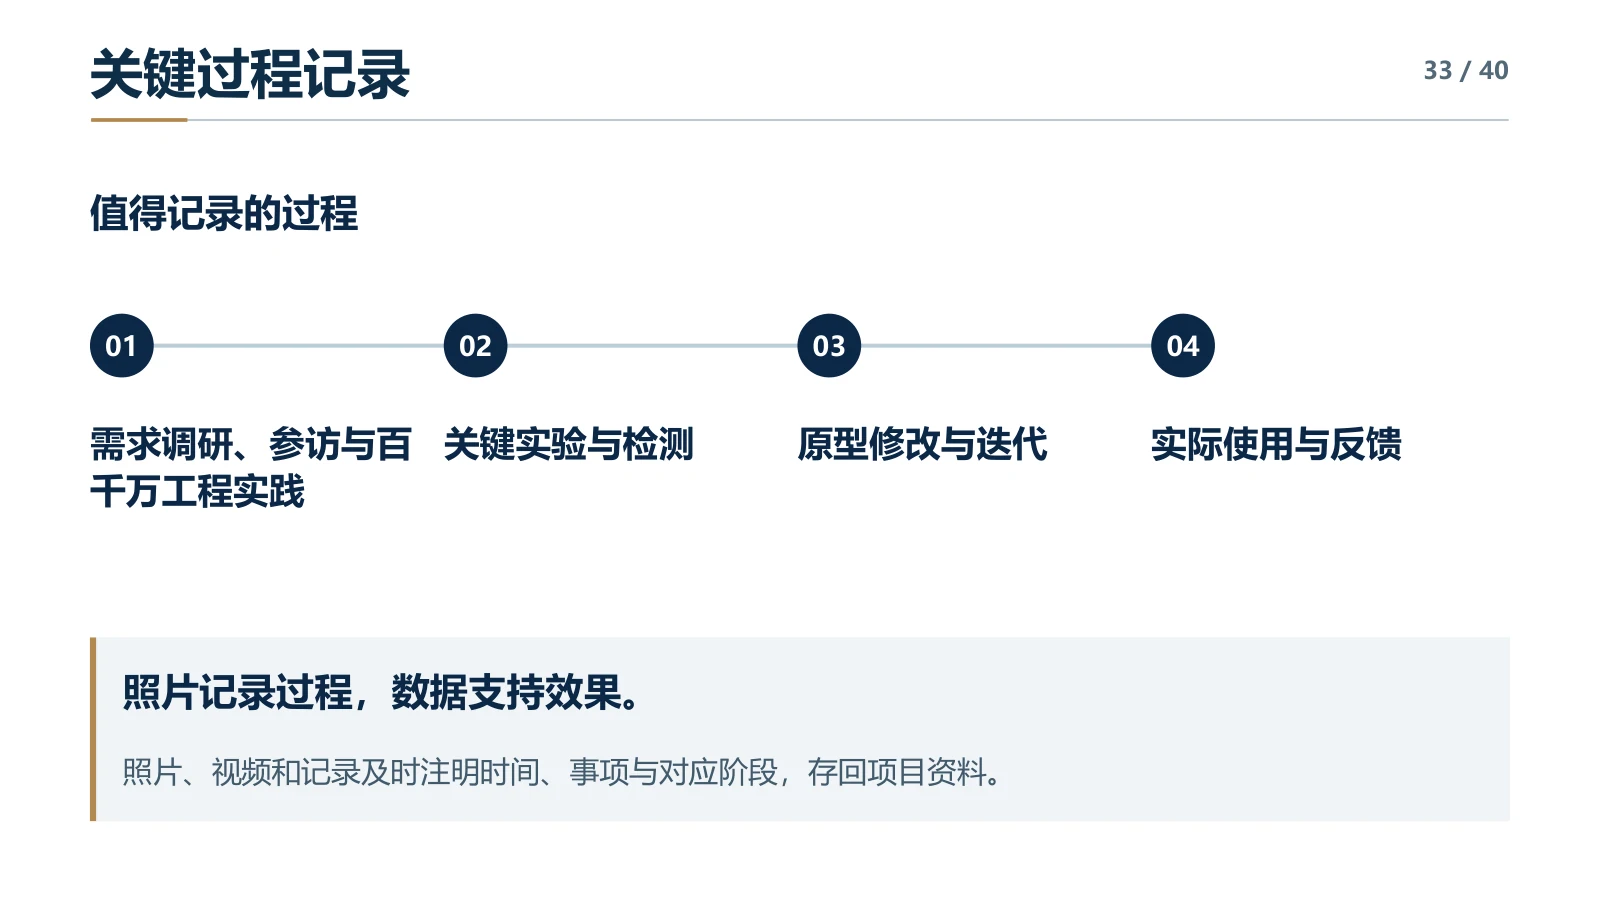 关键过程记录
33 / 40
值得记录的过程
01
02
03
04
需求调研、参访与百
千万工程实践
关键实验与检测
原型修改与迭代
实际使用与反馈
照片记录过程，数据支持效果。
照片、视频和记录及时注明时间、事项与对应阶段，存回项目资料。